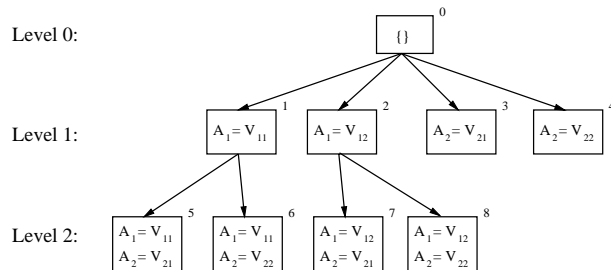 Level 0:
0
{}
Level 1:
1
A1 = V11
2
A1 = V12
3
A2 = V21
4
A2 = V22
Level 2:
5
A1 = V11
A2 = V21
6
A1 = V11
A2 = V22
7
A1 = V12
A2 = V21
8
A1 = V12
A2 = V22